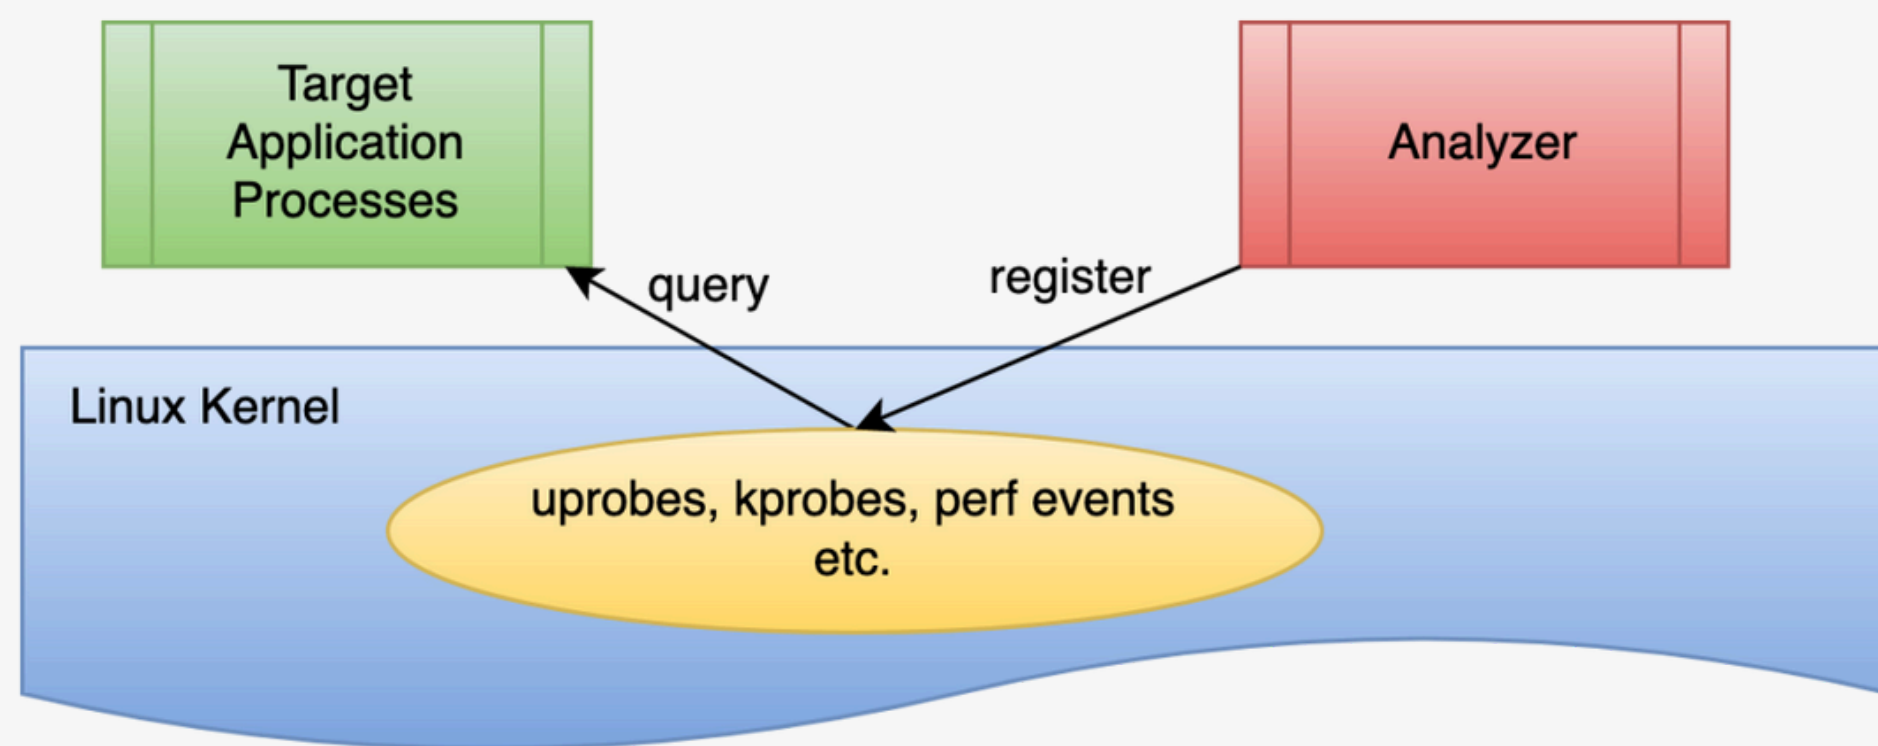 Target
Application
Processes
Analyzer
query
register
Linux Kernel
uprobes, kprobes, perf events
etc.